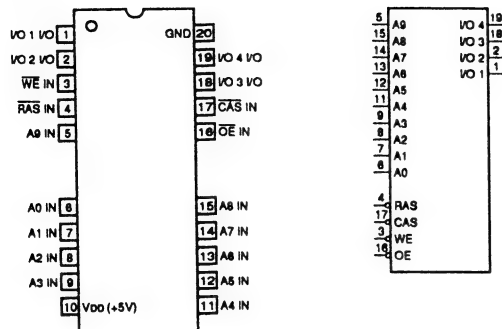 I/O 1 I/O 1
I/O 2 I/O 2
WE IN 3
RAS IN 4
A9 IN 5
A0 IN 6
A1 IN 7
A2 IN 8
A3 IN 9
10 VDD (+5V)
GND 20
19 I/O 4 I/O
18 I/O 3 I/O
17 CAS IN
16 OE IN
15 A8 IN
14 A7 IN
13 A6 IN
12 A5 IN
11 A4 IN
5 A9
15 A8
14 A7
13 A6
12 A5
11 A4
9 A3
8 A2
7 A1
6 A0
4 RAS
17 CAS
3 WE
16 OE
I/O 4 19
I/O 3 18
I/O 2 2
I/O 1 1